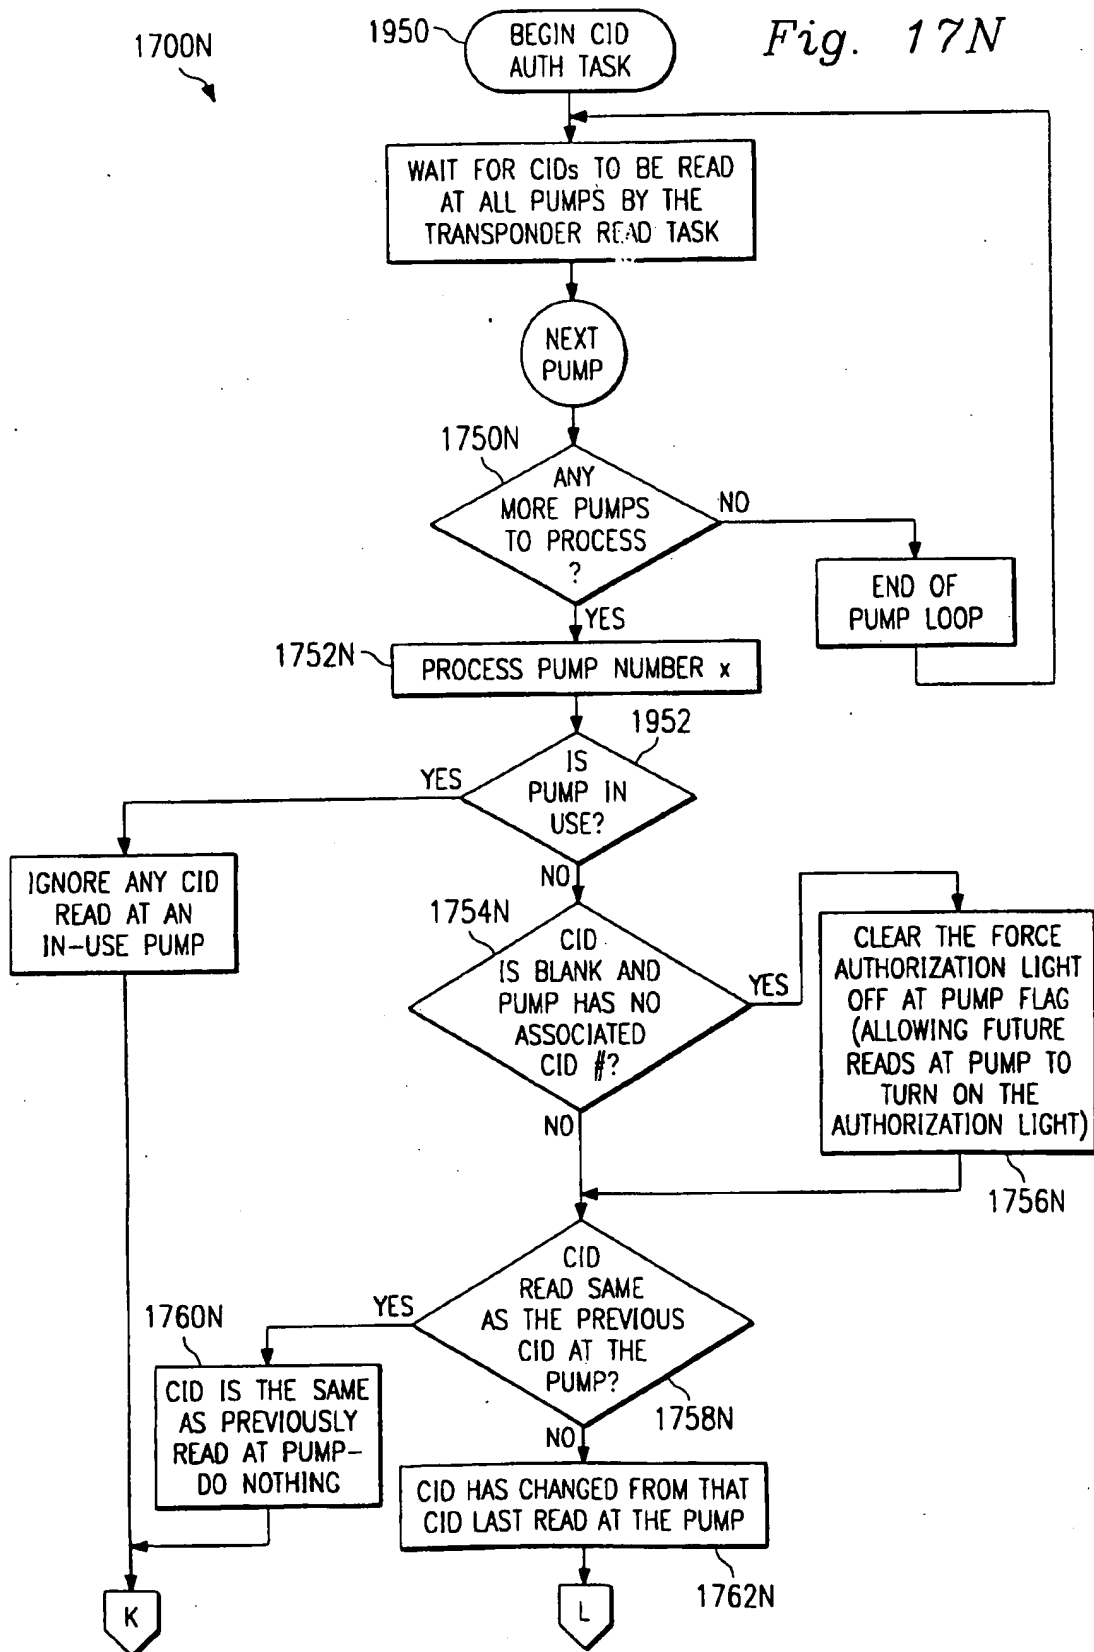 1700N
1950
BEGIN CID
AUTH TASK
Fig. 17N
WAIT FOR CIDs TO BE READ
AT ALL PUMPS BY THE
TRANSPONDER READ TASK
NEXT
PUMP
1750N
ANY
MORE PUMPS
TO PROCESS
?
NO
YES
END OF
PUMP LOOP
1752N
PROCESS PUMP NUMBER x
1952
IS
PUMP IN
USE?
YES
NO
IGNORE ANY CID
READ AT AN
IN-USE PUMP
1754N
CID
IS BLANK AND
PUMP HAS NO
ASSOCIATED
CID #?
YES
NO
CLEAR THE FORCE
AUTHORIZATION LIGHT
OFF AT PUMP FLAG
(ALLOWING FUTURE
READS AT PUMP TO
TURN ON THE
AUTHORIZATION LIGHT)
1756N
CID
READ SAME
AS THE PREVIOUS
CID AT THE
PUMP?
1758N
YES
NO
1760N
CID IS THE SAME
AS PREVIOUSLY
READ AT PUMP-
DO NOTHING
CID HAS CHANGED FROM THAT
CID LAST READ AT THE PUMP
1762N
K
L